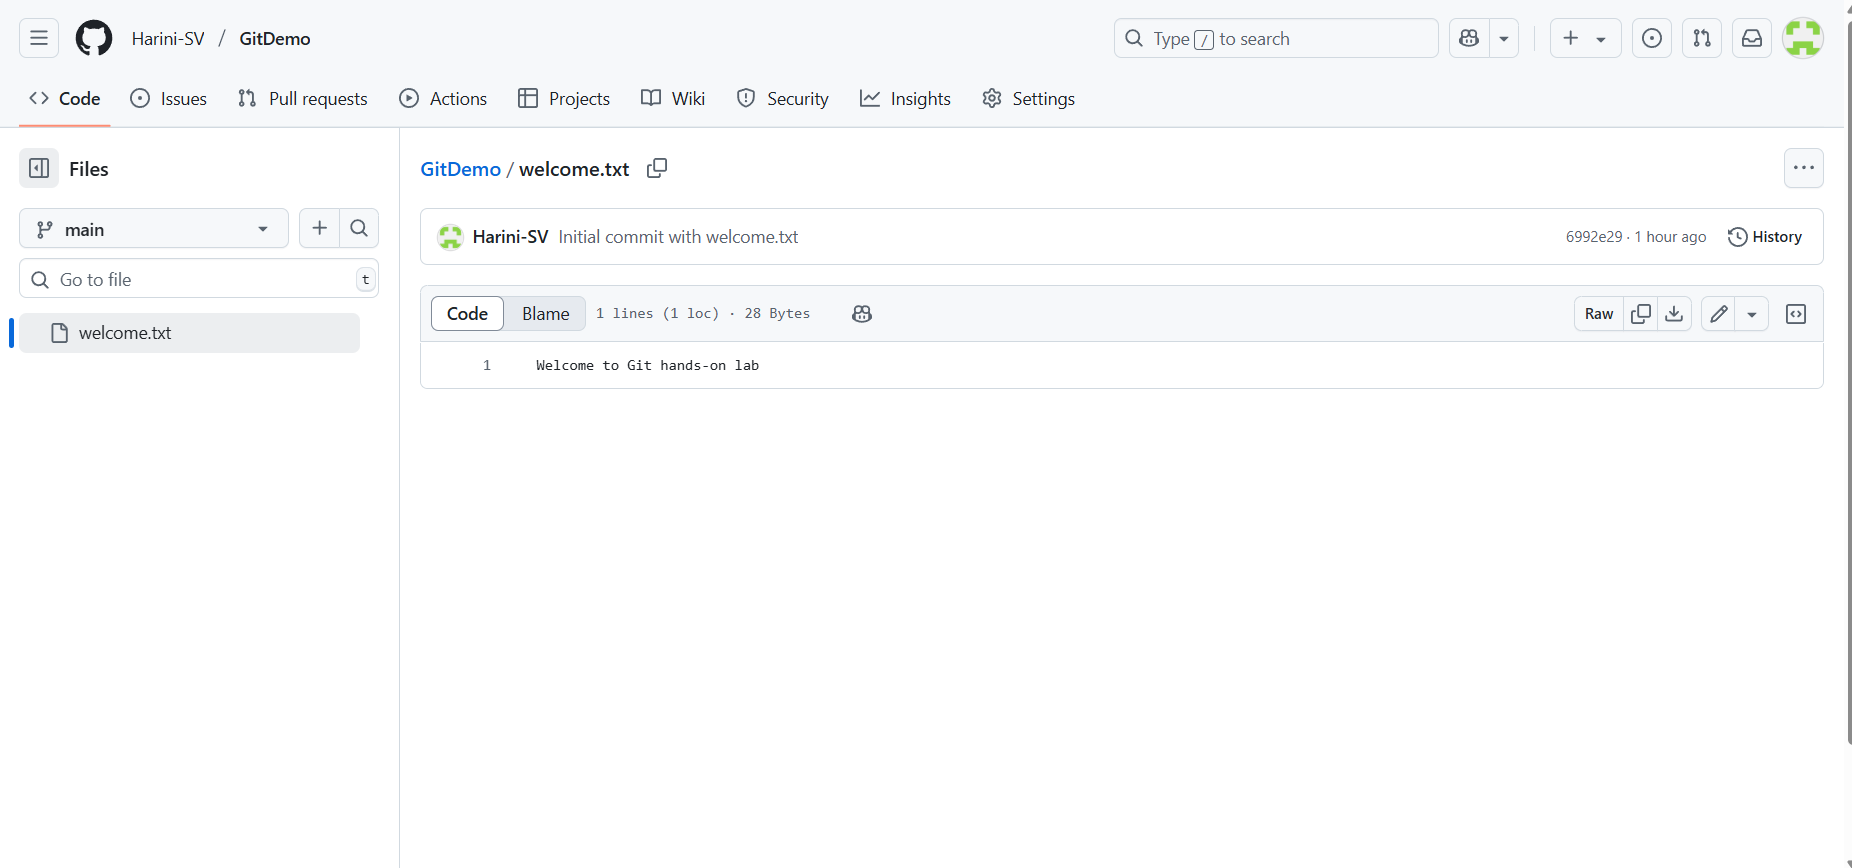 Harini-SV / GitDemo
Type / to search
Code Issues Pull requests Actions Projects Wiki Security Insights Settings
Files
main
Go to file t
welcome.txt
GitDemo / welcome.txt
Harini-SV Initial commit with welcome.txt 6992e29 · 1 hour ago History
Code Blame 1 lines (1 loc) · 28 Bytes Raw
1 Welcome to Git hands-on lab